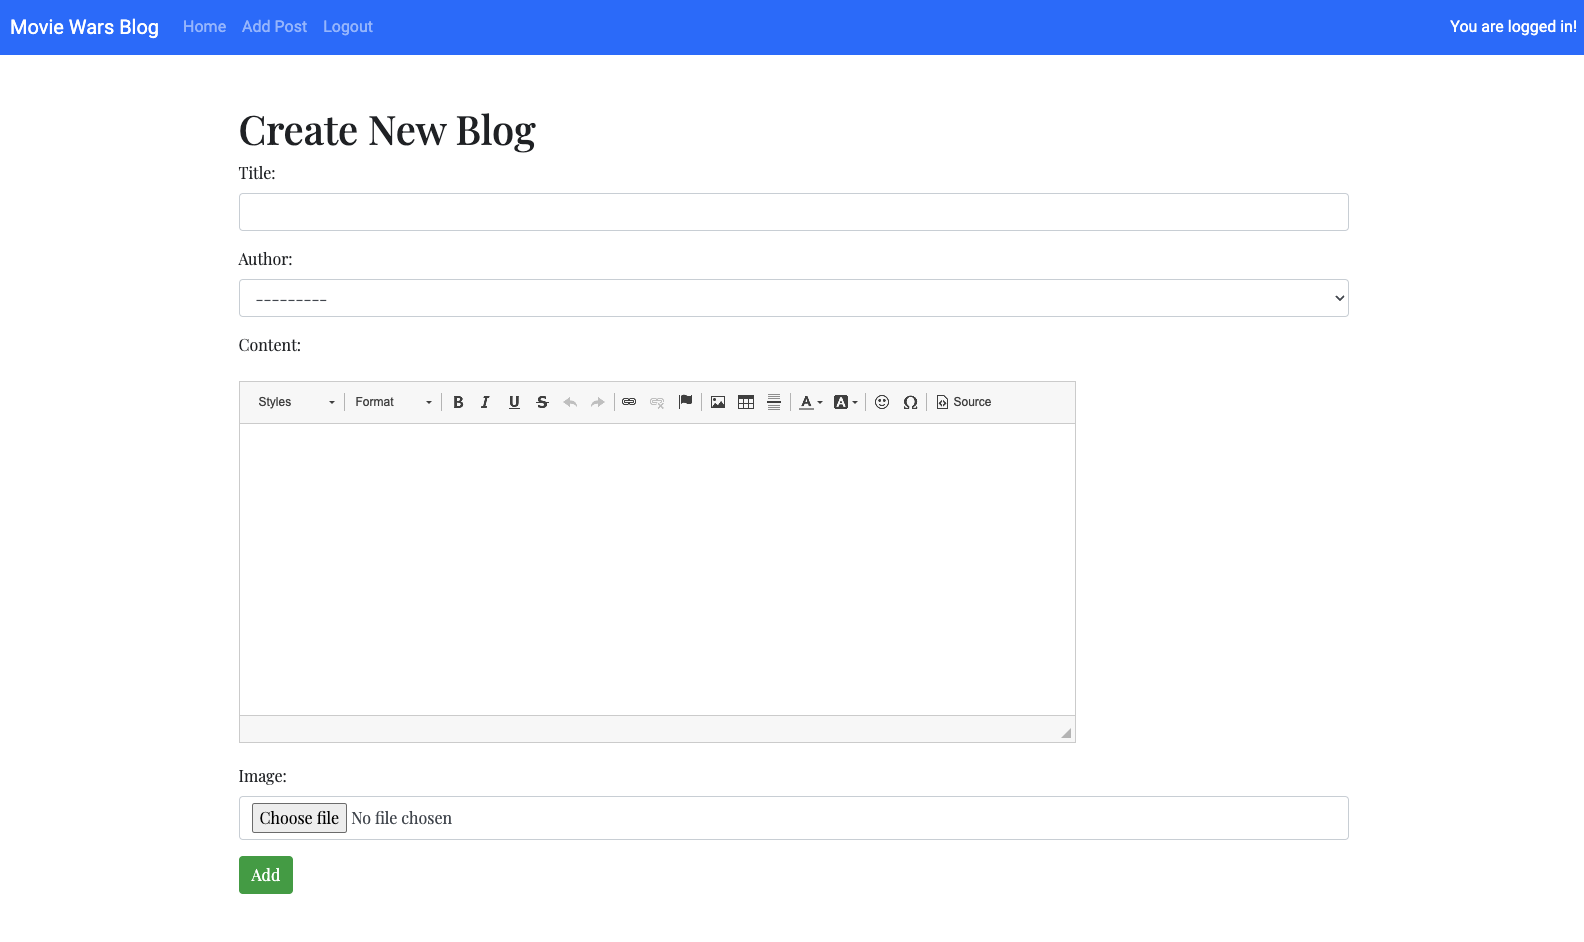 Movie Wars Blog Home Add Post Logout You are logged in!
Create New Blog
Title:
Author:
---------
Content:
Styles Format B I U S A A Ω Source
Image:
Choose file No file chosen
Add